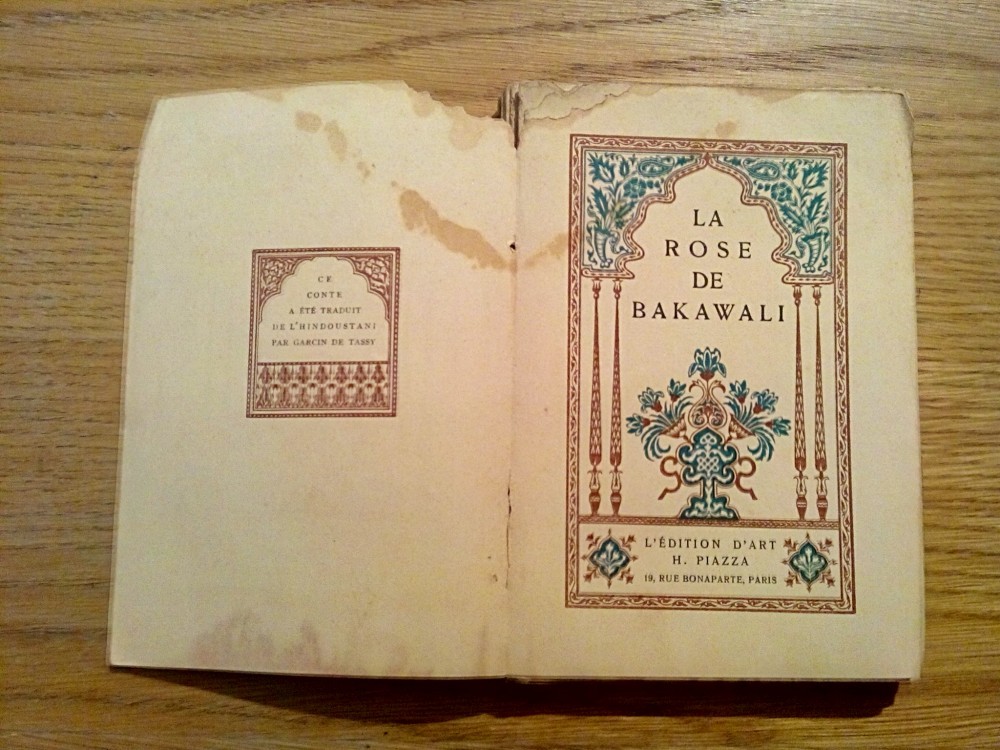 CE
CONTE
A ÉTÉ TRADUIT
DE L'HINDOUSTANI
PAR GARCIN DE TASSY
LA
ROSE
DE
BAKAWALI
L'ÉDITION D'ART
H. PIAZZA
19, RUE BONAPARTE, PARIS